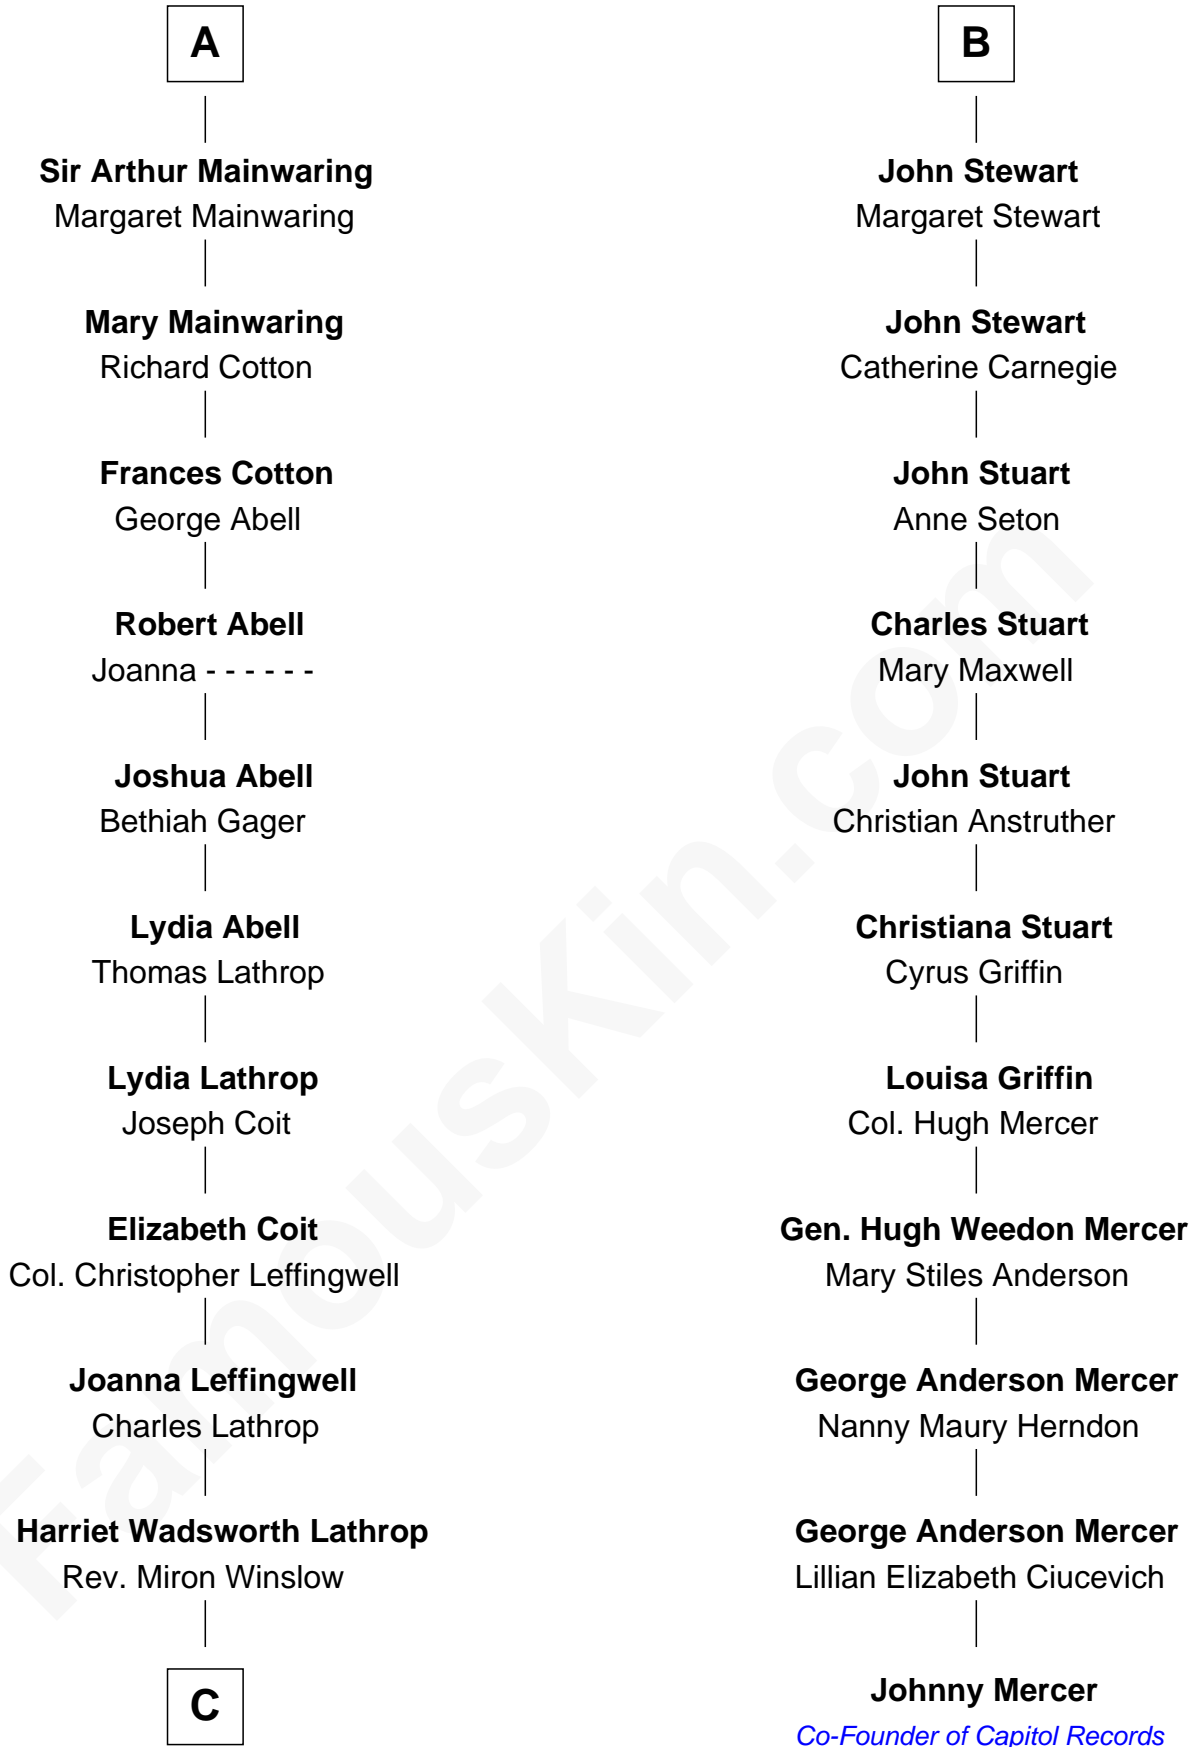 A
Sir Arthur Mainwaring
Margaret Mainwaring
Mary Mainwaring
Richard Cotton
Frances Cotton
George Abell
Robert Abell
Joanna - - - - - -
Joshua Abell
Bethiah Gager
Lydia Abell
Thomas Lathrop
Lydia Lathrop
Joseph Coit
Elizabeth Coit
Col. Christopher Leffingwell
Joanna Leffingwell
Charles Lathrop
Harriet Wadsworth Lathrop
Rev. Miron Winslow
C
B
John Stewart
Margaret Stewart
John Stewart
Catherine Carnegie
John Stuart
Anne Seton
Charles Stuart
Mary Maxwell
John Stuart
Christian Anstruther
Christiana Stuart
Cyrus Griffin
Louisa Griffin
Col. Hugh Mercer
Gen. Hugh Weedon Mercer
Mary Stiles Anderson
George Anderson Mercer
Nanny Maury Herndon
George Anderson Mercer
Lillian Elizabeth Ciucevich
Johnny Mercer
Co-Founder of Capitol Records
FamousKin.com